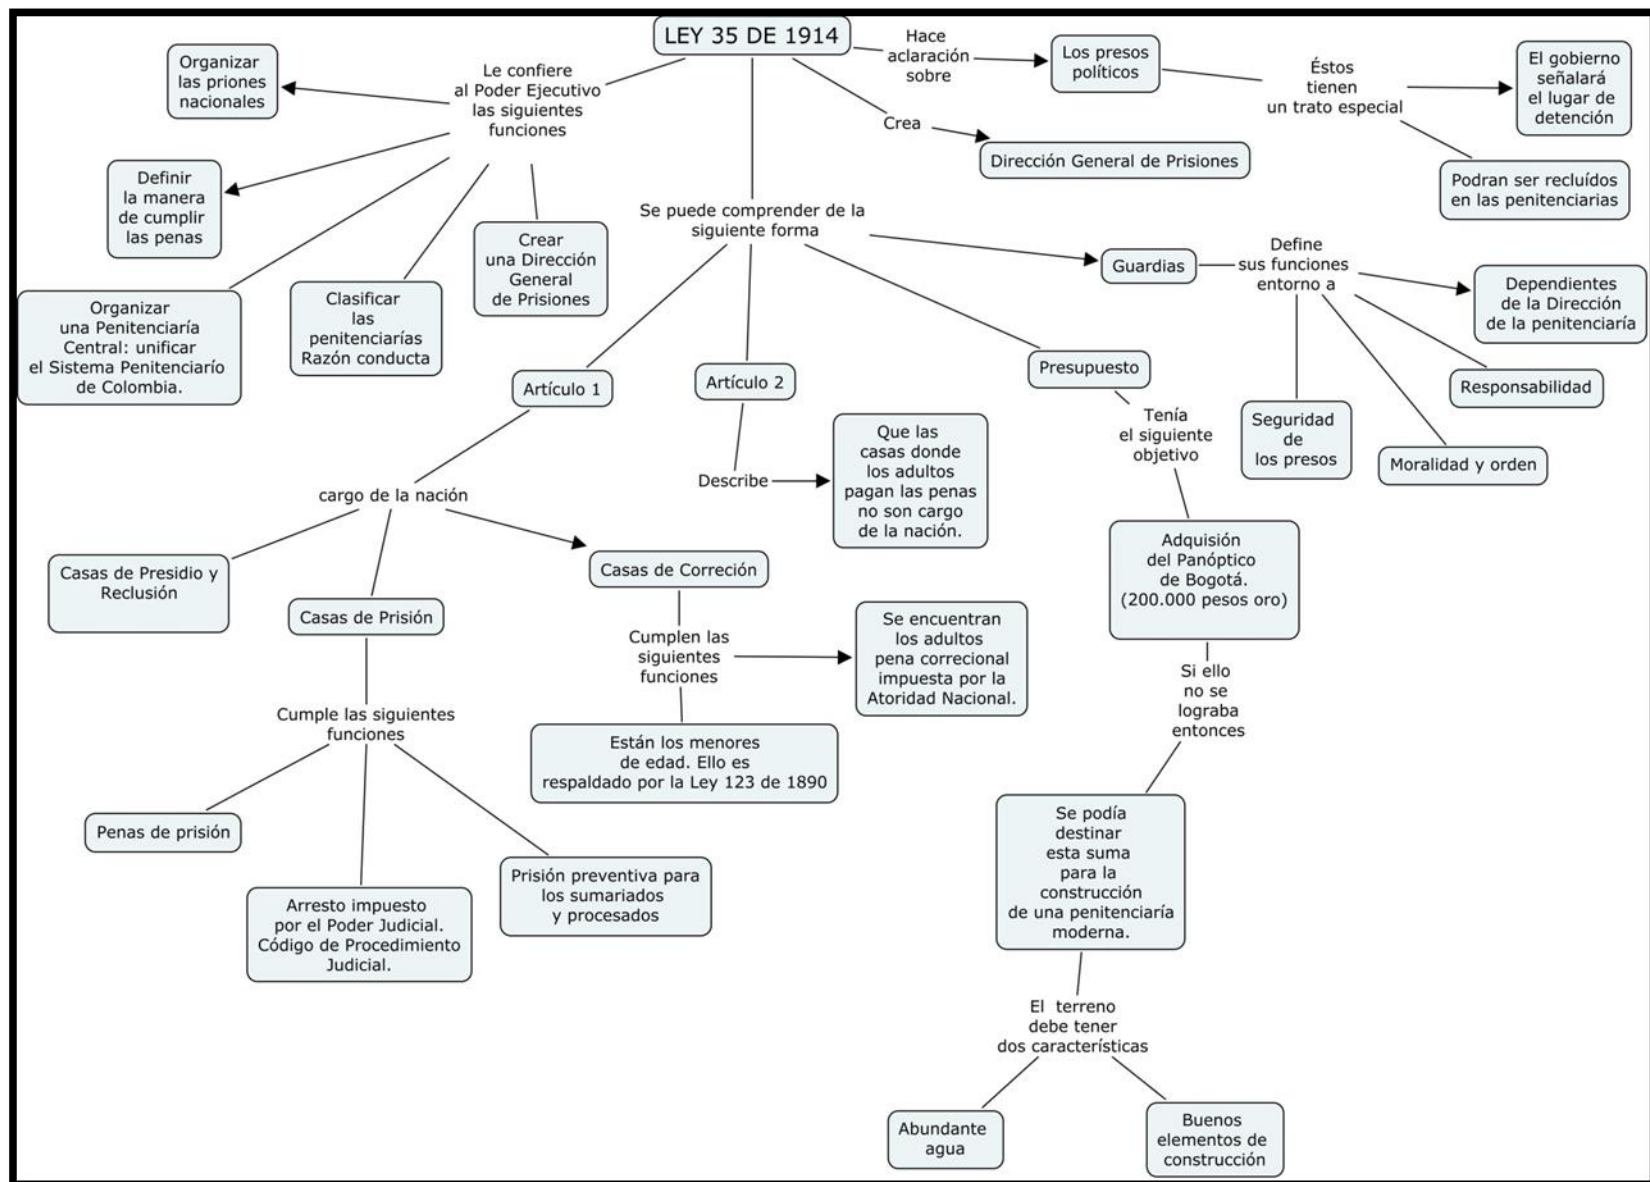 LEY 35 DE 1914
Hace
aclaración
sobre
Los presos
políticos
Éstos
tienen
un trato especial
El gobierno
señalará
el lugar de
detención
Podran ser recluídos
en las penitenciarias
Crea
Dirección General de Prisiones
Le confiere
al Poder Ejecutivo
las siguientes
funciones
Organizar
las priones
nacionales
Definir
la manera
de cumplir
las penas
Organizar
una Penitenciaría
Central: unificar
el Sistema Penitenciarío
de Colombia.
Clasificar
las
penitenciarías
Razón conducta
Crear
una Dirección
General
de Prisiones
Se puede comprender de la
siguiente forma
Guardias
Define
sus funciones
entorno a
Dependientes
de la Dirección
de la penitenciaría
Responsabilidad
Moralidad y orden
Seguridad
de
los presos
Artículo 1
cargo de la nación
Casas de Presidio y
Reclusión
Casas de Prisión
Cumple las siguientes
funciones
Penas de prisión
Arresto impuesto
por el Poder Judicial.
Código de Procedimiento
Judicial.
Prisión preventiva para
los sumariados
y procesados
Casas de Correción
Cumplen las
siguientes
funciones
Se encuentran
los adultos
pena correcional
impuesta por la
Atoridad Nacional.
Están los menores
de edad. Ello es
respaldado por la Ley 123 de 1890
Artículo 2
Describe
Que las
casas donde
los adultos
pagan las penas
no son cargo
de la nación.
Presupuesto
Tenía
el siguiente
objetivo
Adquisión
del Panóptico
de Bogotá.
(200.000 pesos oro)
Si ello
no se
lograba
entonces
Se podía
destinar
esta suma
para la
construcción
de una penitenciaría
moderna.
El terreno
debe tener
dos características
Abundante
agua
Buenos
elementos de
construcción